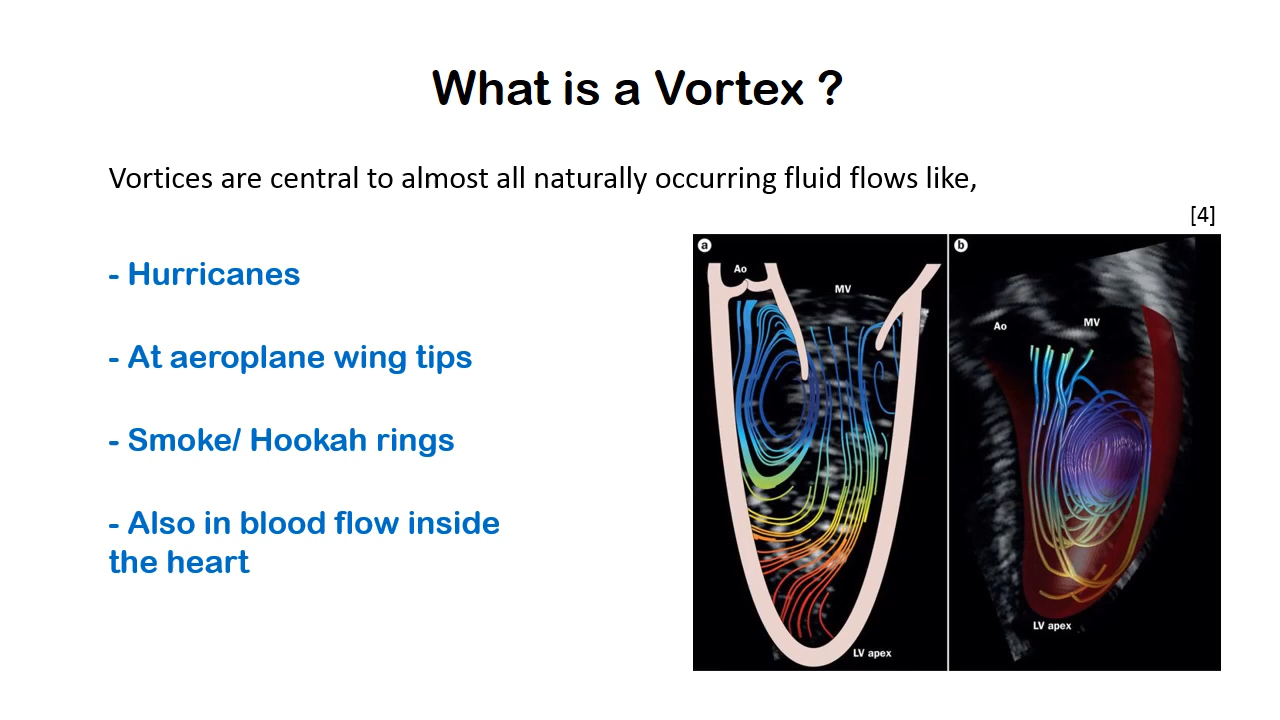 What is a Vortex ?
Vortices are central to almost all naturally occurring fluid flows like,
[4]
- Hurricanes
- At aeroplane wing tips
- Smoke/ Hookah rings
- Also in blood flow inside
the heart
a
Ao
MV
LV apex
b
Ao
MV
LV apex